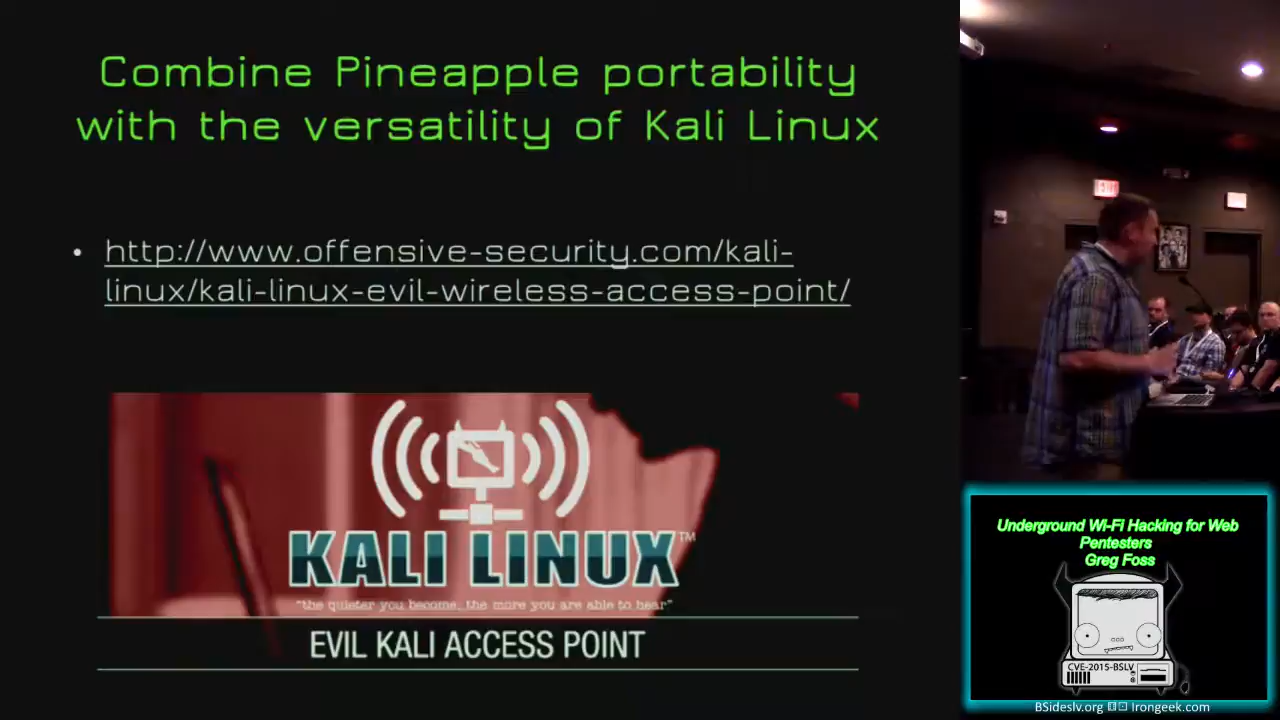 Combine Pineapple portability
with the versatility of Kali Linux
• http://www.offensive-security.com/kali-
linux/kali-linux-evil-wireless-access-point/
KALI LINUX™
"the quieter you become, the more you are able to hear"
EVIL KALI ACCESS POINT
EXIT
Underground Wi-Fi Hacking for Web
Pentesters
Greg Foss
CVE-2015-BSLV
BSideslv.org Irongeek.com